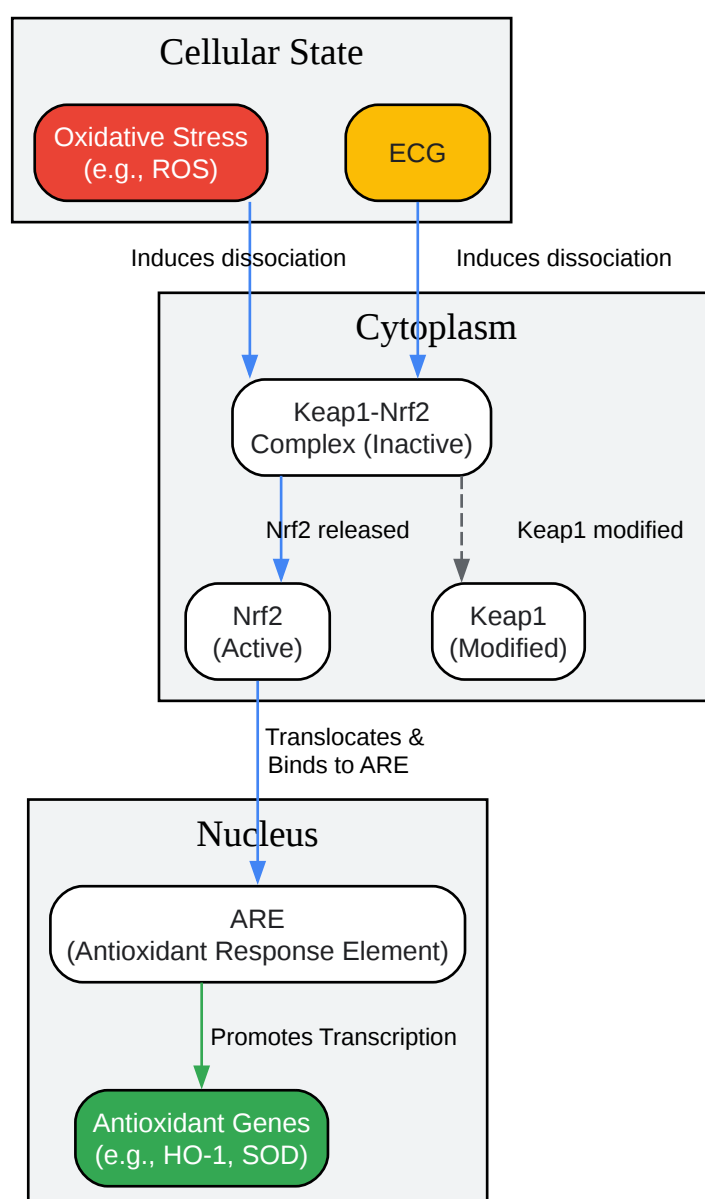 Cellular State
Oxidative Stress
(e.g., ROS)
ECG
Induces dissociation
Induces dissociation
Cytoplasm
Keap1-Nrf2
Complex (Inactive)
Nrf2 released
Keap1 modified
Nrf2
(Active)
Keap1
(Modified)
Translocates &
Binds to ARE
Nucleus
ARE
(Antioxidant Response Element)
Promotes Transcription
Antioxidant Genes
(e.g., HO-1, SOD)